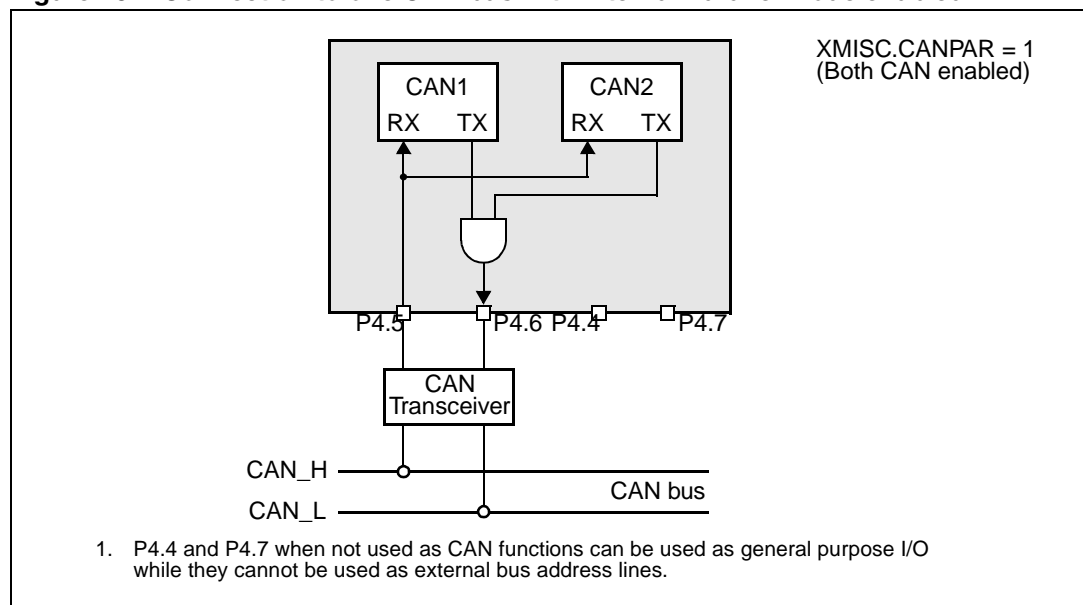 XMISC.CANPAR = 1
(Both CAN enabled)
CAN1
RX TX
CAN2
RX TX
P4.5
P4.6
P4.4
P4.7
CAN
Transceiver
CAN_H
CAN bus
CAN_L
1. P4.4 and P4.7 when not used as CAN functions can be used as general purpose I/O
while they cannot be used as external bus address lines.